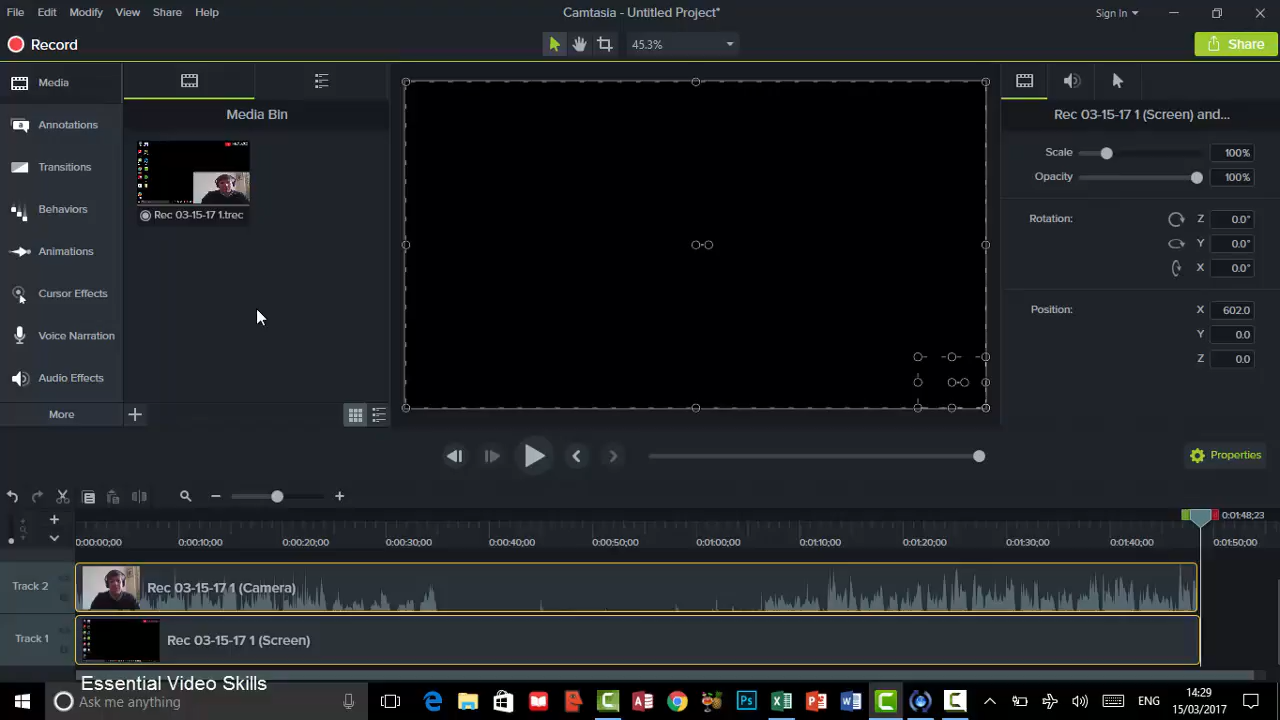 File Edit Modify View Share Help
Camtasia - Untitled Project*
Sign In
Record
45.3%
Share
Media
Annotations
Transitions
Behaviors
Animations
Cursor Effects
Voice Narration
Audio Effects
More
Media Bin
Rec 03-15-17 1.trec
Rec 03-15-17 1 (Screen) and...
Scale 100%
Opacity 100%
Rotation: Z 0.0°
Y 0.0°
X 0.0°
Position: X 602.0
Y 0.0
Z 0.0
Properties
0:01:48;23
0:00:00;00 0:00:10;00 0:00:20;00 0:00:30;00 0:00:40;00 0:00:50;00 0:01:00;00 0:01:10;00 0:01:20;00 0:01:30;00 0:01:40;00 0:01:50;00
Track 2
Rec 03-15-17 1 (Camera)
Track 1
Rec 03-15-17 1 (Screen)
Essential Video Skills
Ask me anything
ENG
14:29
15/03/2017